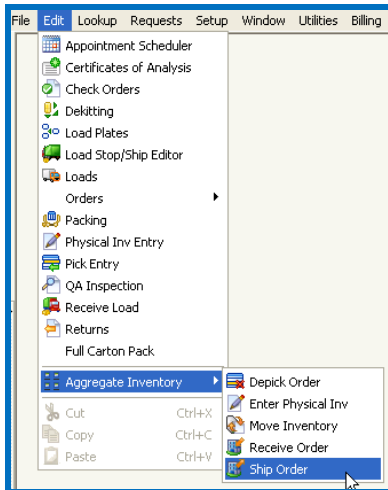 File Edit Lookup Requests Setup Window Utilities Billing
Appointment Scheduler
Certificates of Analysis
Check Orders
Dekitting
Load Plates
Load Stop/Ship Editor
Loads
Orders
Packing
Physical Inv Entry
Pick Entry
QA Inspection
Receive Load
Returns
Full Carton Pack
Aggregate Inventory Depick Order
Cut Ctrl+X Enter Physical Inv
Copy Ctrl+C Move Inventory
Paste Ctrl+V Receive Order
Ship Order